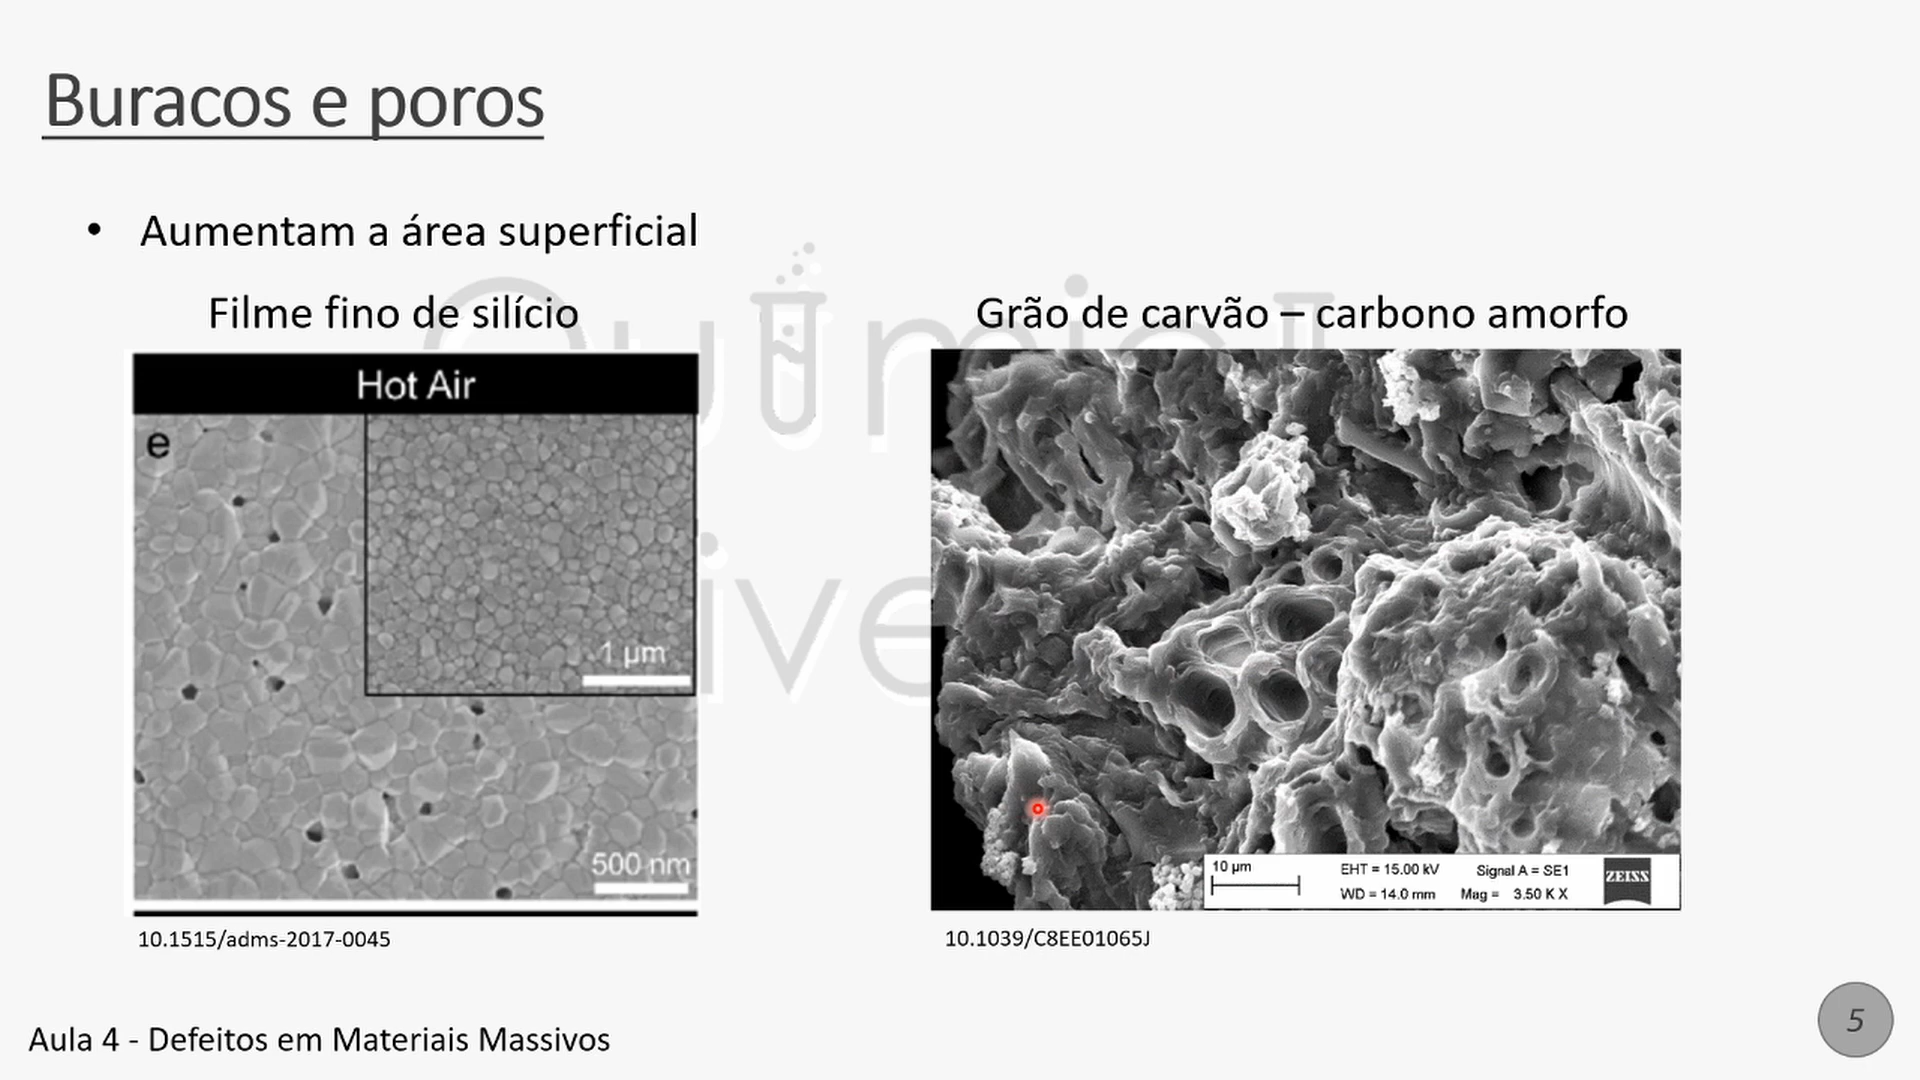 Buracos e poros
• Aumentam a área superficial
Filme fino de silício
Hot Air
e
1 µm
500 nm
10.1515/adms-2017-0045
Grão de carvão – carbono amorfo
10 µm
EHT = 15.00 kV
Signal A = SE1
WD = 14.0 mm
Mag = 3.50 K X
ZEISS
10.1039/C8EE01065J
Aula 4 - Defeitos em Materiais Massivos
5